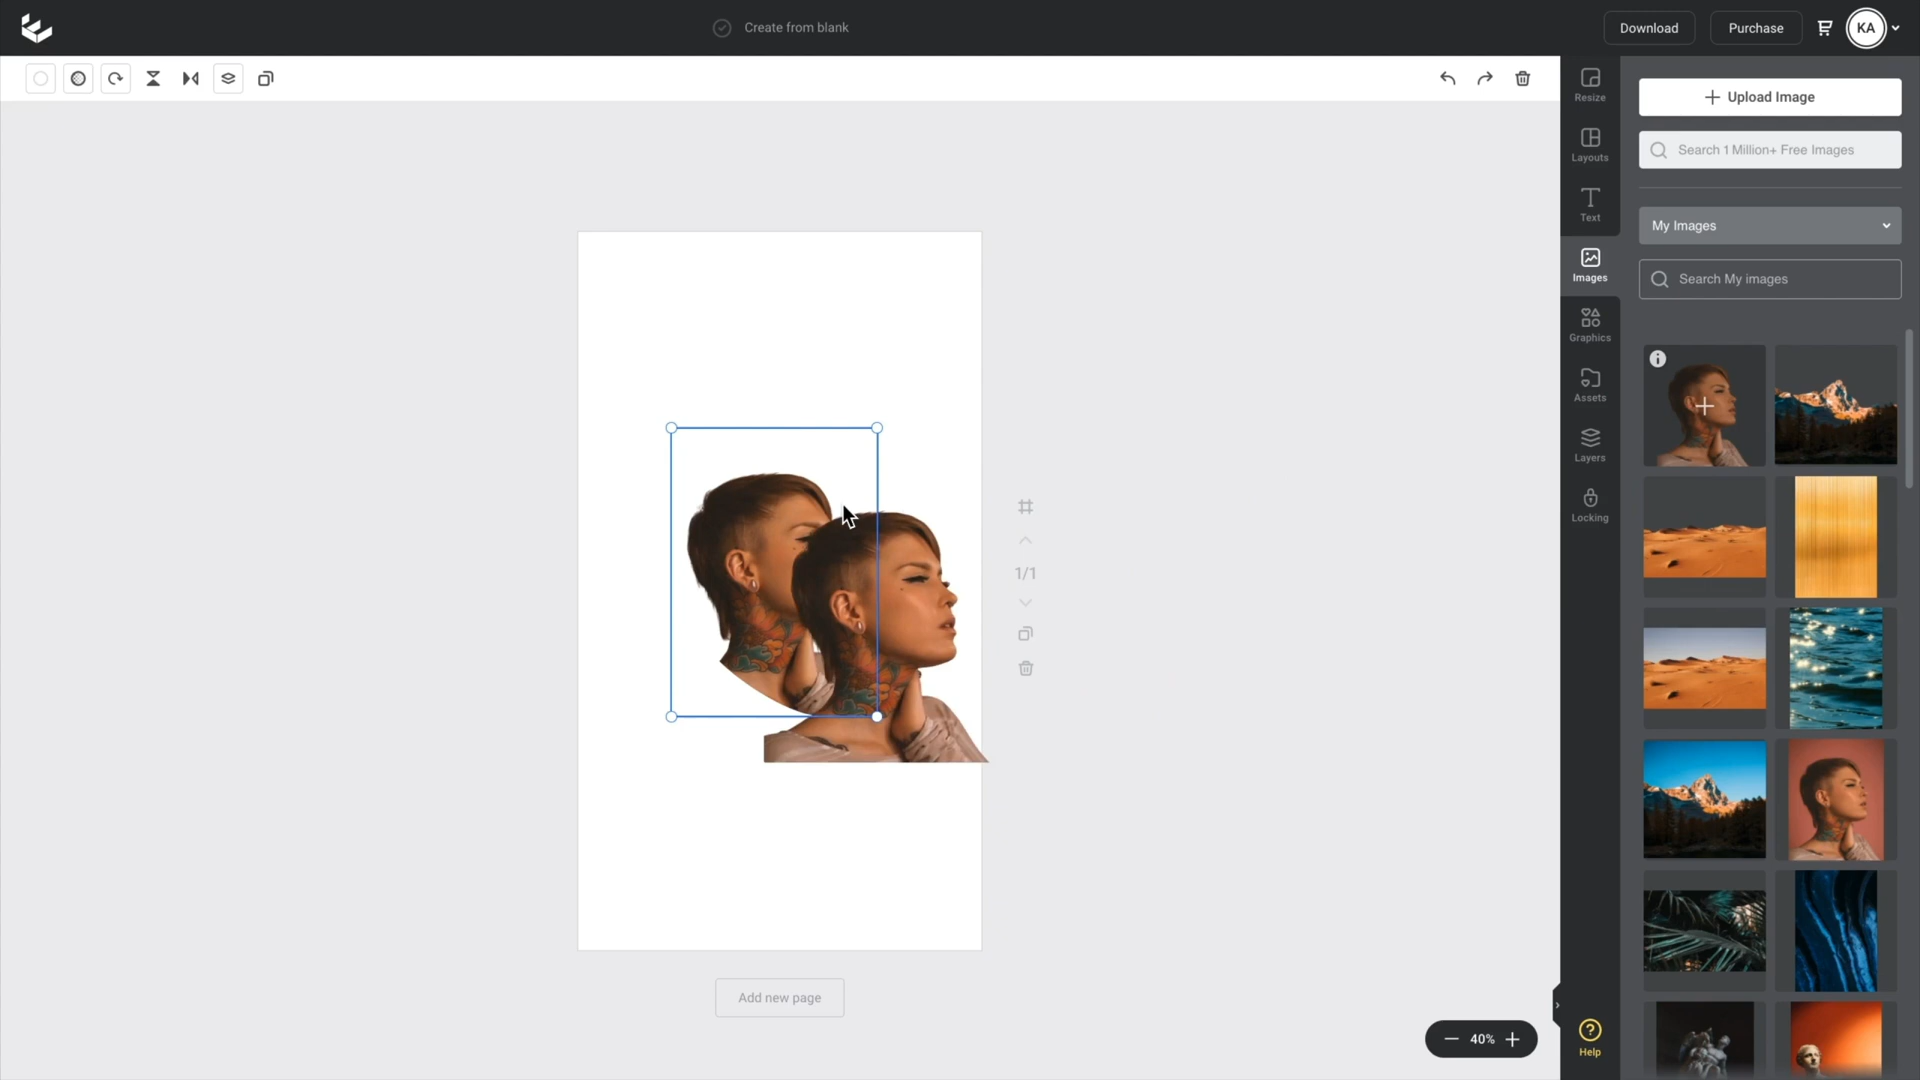 Create from blank
Download
Purchase
KA
Resize
Layouts
Text
Images
Graphics
Assets
Layers
Locking
Help
Upload Image
Search 1 Million+ Free Images
My Images
Search My images
1/1
Add new page
40%